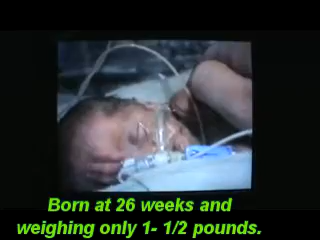 Born at 26 weeks and
weighing only 1- 1/2 pounds.